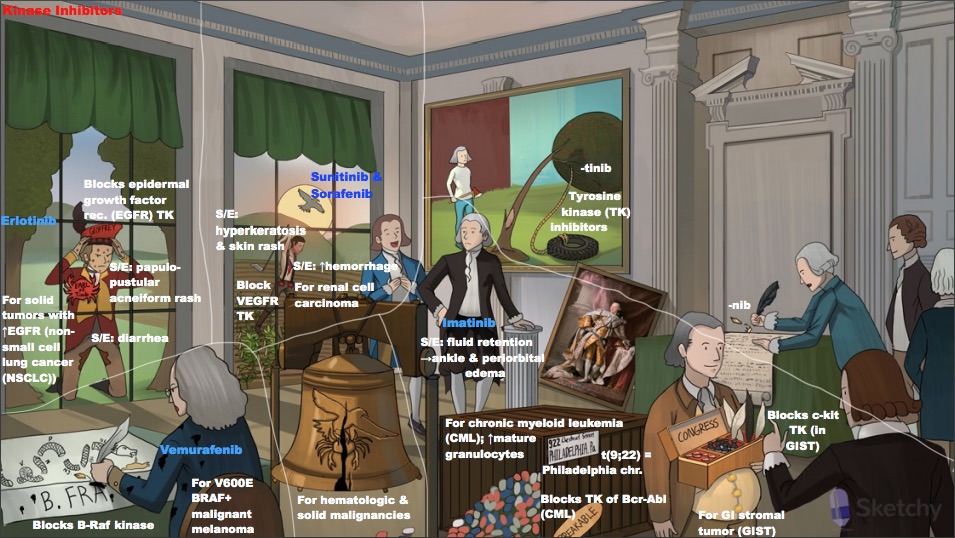 Kinase Inhibitors
Blocks epidermal
growth factor
rec. (EGFR) TK
Erlotinib
GEOFFREY
S/E: papulo-
pustular
acneiform rash
For solid
tumors with
↑EGFR (non-
small cell
lung cancer
(NSCLC))
S/E: diarrhea
Sunitinib &
Sorafenib
S/E:
hyperkeratosis
& skin rash
S/E: ↑hemorrhage
Block
VEGFR
TK
For renal cell
carcinoma
-tinib
Tyrosine
kinase (TK)
inhibitors
Imatinib
S/E: fluid retention
→ankle & periorbital
edema
-nib
Vemurafenib
For V600E
BRAF+
malignant
melanoma
B. FRA
Blocks B-Raf kinase
For hematologic &
solid malignancies
For chronic myeloid leukemia
(CML); ↑mature
granulocytes
922 Chestnut Street
PHILADELPHIA, Pa
t(9;22) =
Philadelphia chr.
Blocks TK of Bcr-Abl
(CML)
BREAKABLE
CONGRESS
Blocks c-kit
TK (in
GIST)
For GI stromal
tumor (GIST)
Sketchy